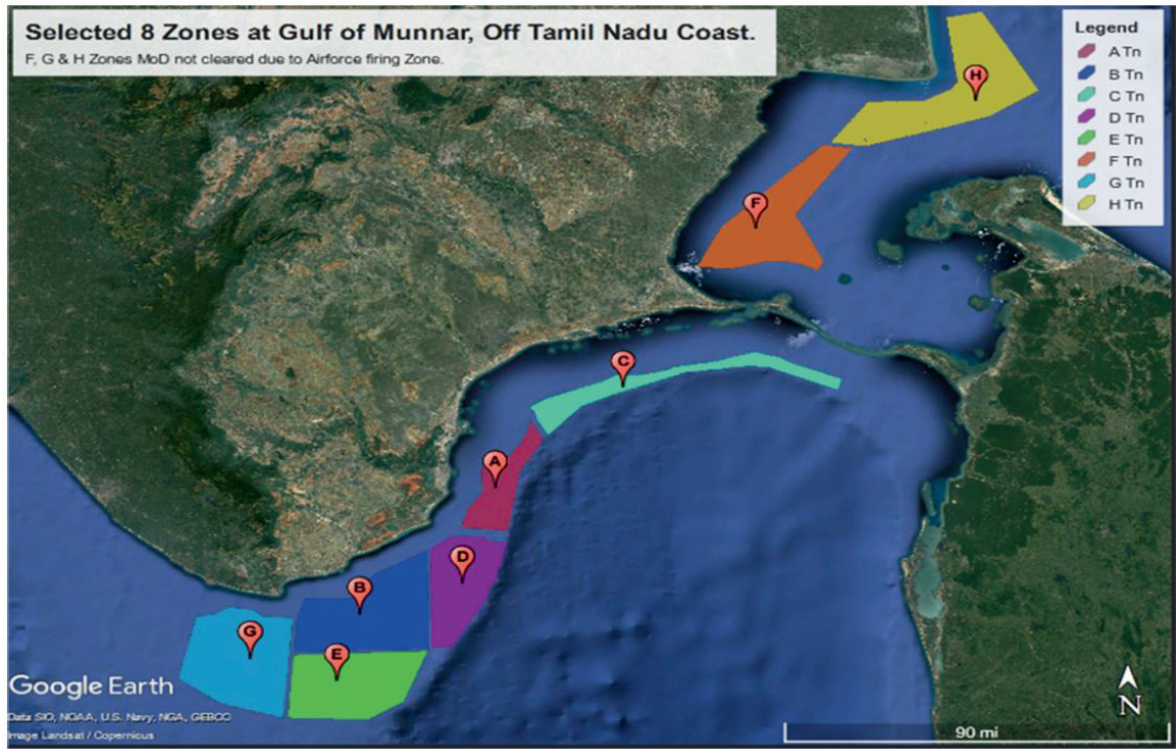 Selected 8 Zones at Gulf of Munnar, Off Tamil Nadu Coast.
F, G & H Zones MoD not cleared due to Airforce firing Zone.
Legend
A Tn
B Tn
C Tn
D Tn
E Tn
F Tn
G Tn
H Tn
H
F
C
A
D
B
G
E
Google Earth
Data SIO, NOAA, U.S. Navy, NGA, GEBCO
Image Landsat / Copernicus
N
90 mi